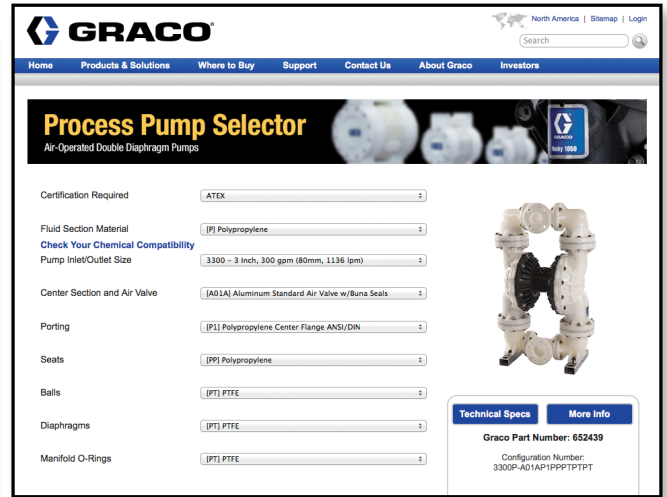 GRACO
North America | Sitemap | Login
Search
Home Products & Solutions Where to Buy Support Contact Us About Graco Investors
Process Pump Selector
Air-Operated Double Diaphragm Pumps
GRACO
Husky 1050
Certification Required ATEX
Fluid Section Material [P] Polypropylene
Check Your Chemical Compatibility
Pump Inlet/Outlet Size 3300 – 3 Inch, 300 gpm (80mm, 1136 lpm)
Center Section and Air Valve [A01A] Aluminum Standard Air Valve w/Buna Seals
Porting [P1] Polypropylene Center Flange ANSI/DIN
Seats [PP] Polypropylene
Balls [PT] PTFE
Diaphragms [PT] PTFE
Manifold O-Rings [PT] PTFE
Technical Specs More Info
Graco Part Number: 652439
Configuration Number:
3300P-A01AP1PPPTPTPT